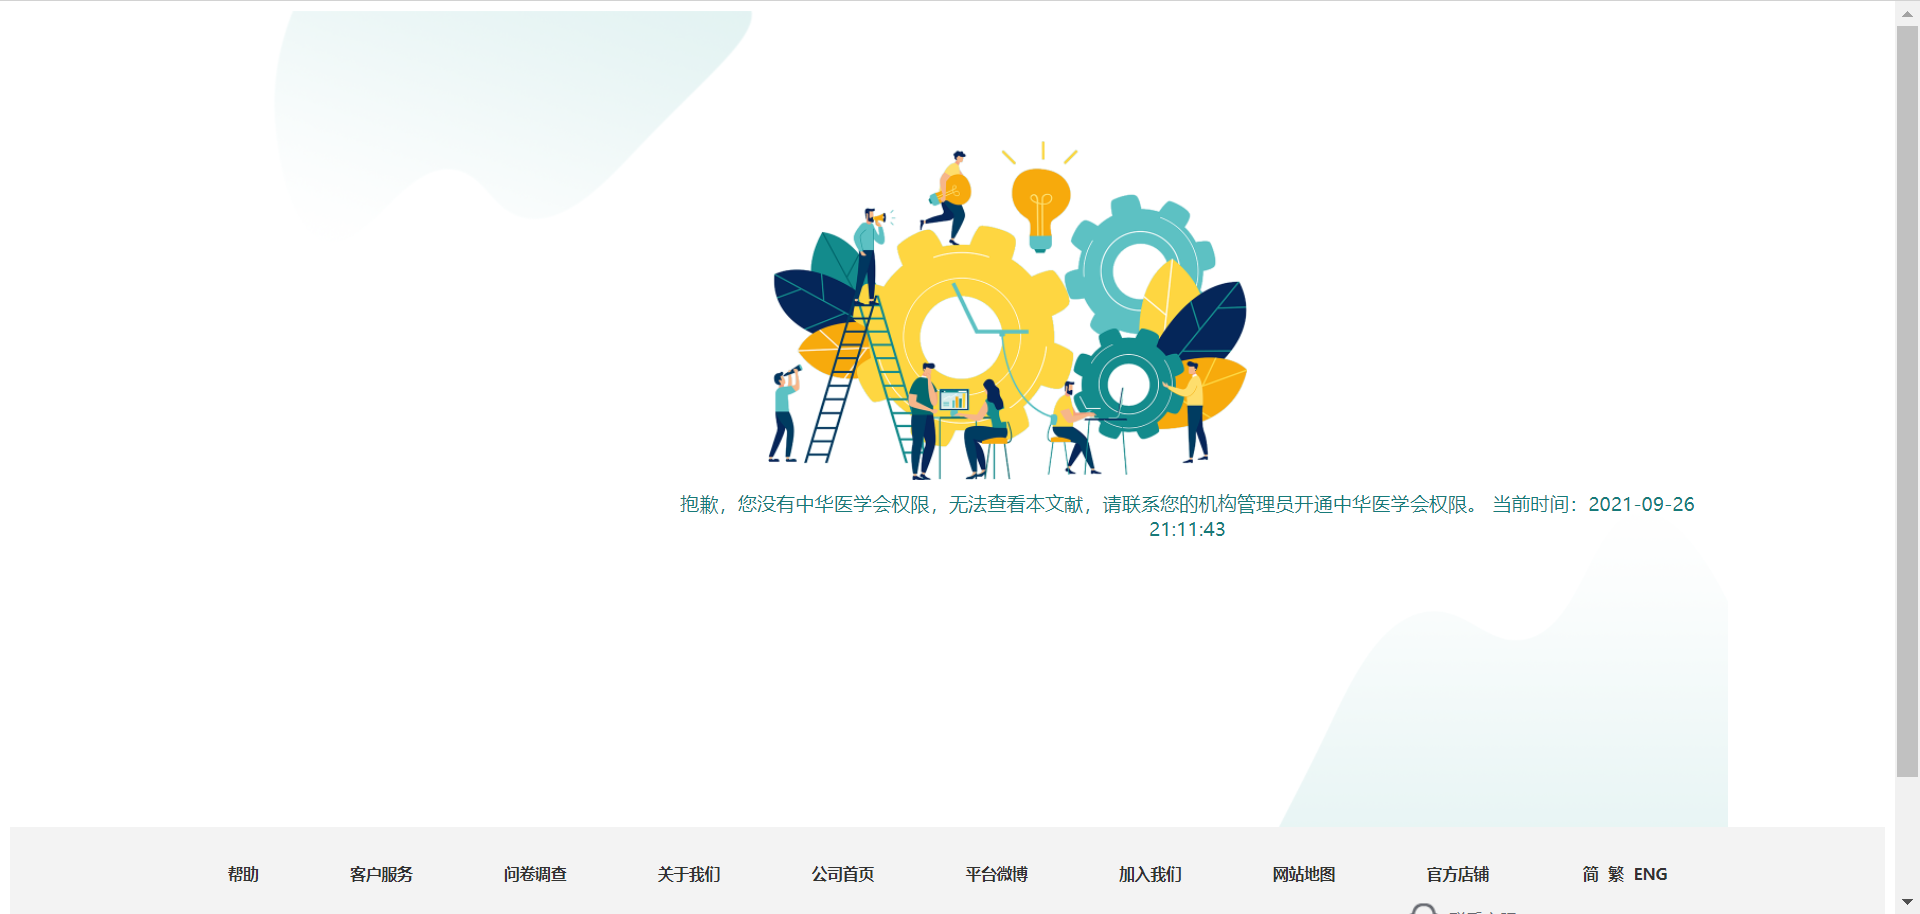 抱歉，您没有中华医学会权限，无法查看本文献，请联系您的机构管理员开通中华医学会权限。 当前时间：2021-09-26
21:11:43
帮助 客户服务 问卷调查 关于我们 公司首页 平台微博 加入我们 网站地图 官方店铺 简 繁 ENG